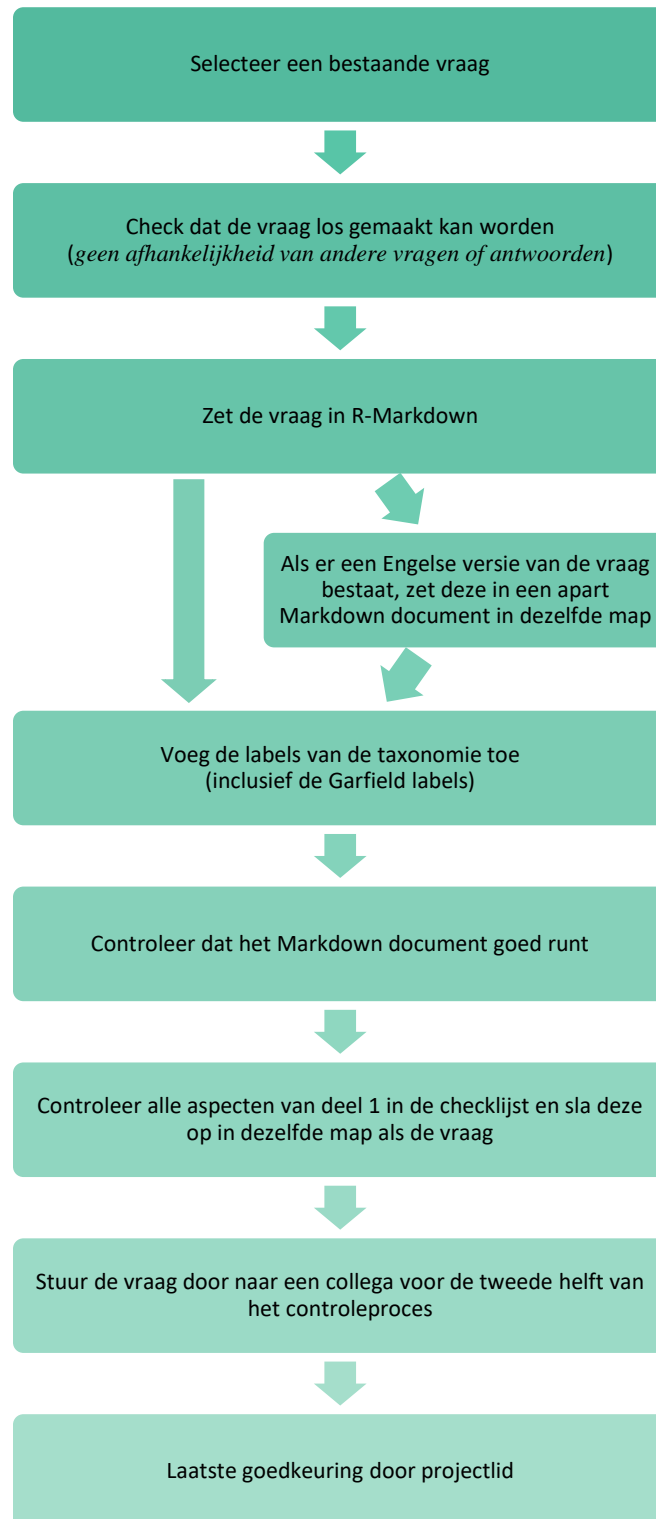 Selecteer een bestaande vraag
Check dat de vraag los gemaakt kan worden
(geen afhankelijkheid van andere vragen of antwoorden)
Zet de vraag in R-Markdown
Als er een Engelse versie van de vraag
bestaat, zet deze in een apart
Markdown document in dezelfde map
Voeg de labels van de taxonomie toe
(inclusief de Garfield labels)
Controleer dat het Markdown document goed runt
Controleer alle aspecten van deel 1 in de checklijst en sla deze
op in dezelfde map als de vraag
Stuur de vraag door naar een collega voor de tweede helft van
het controleproces
Laatste goedkeuring door projectlid